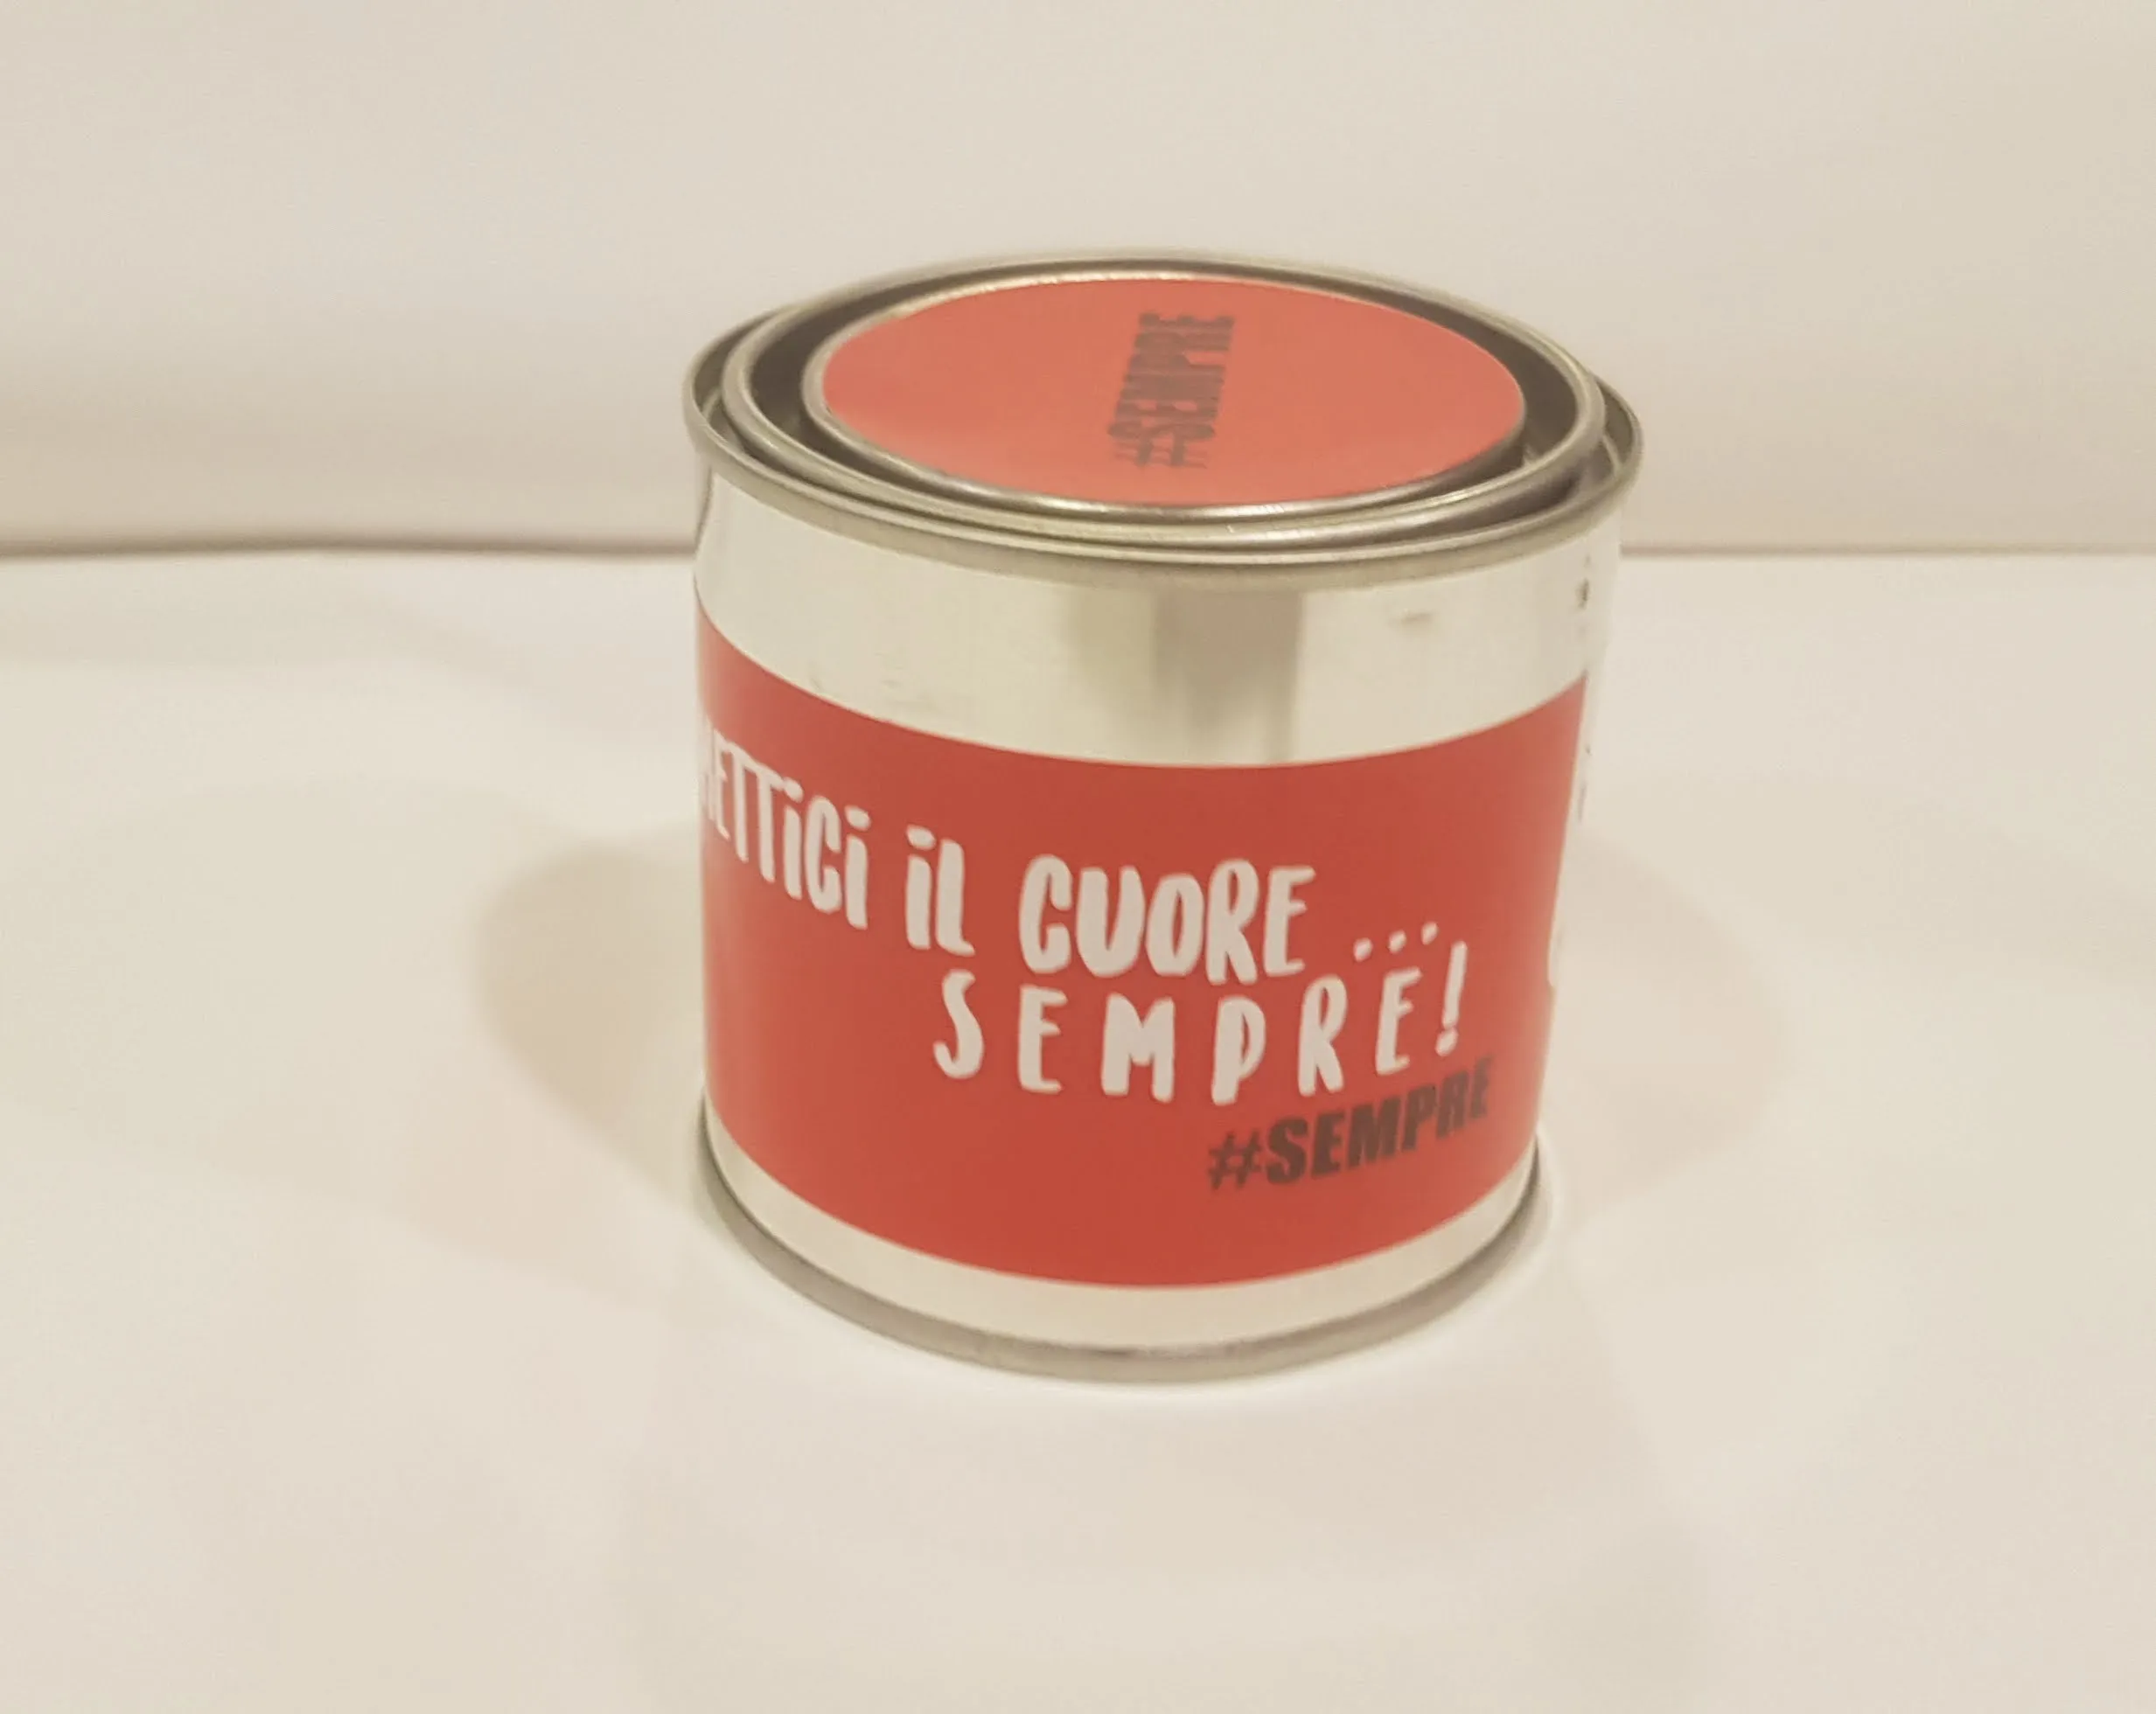 #SEMPRE
METTiCi iL CUORE ...
SEMPRE!
#SEMPRE